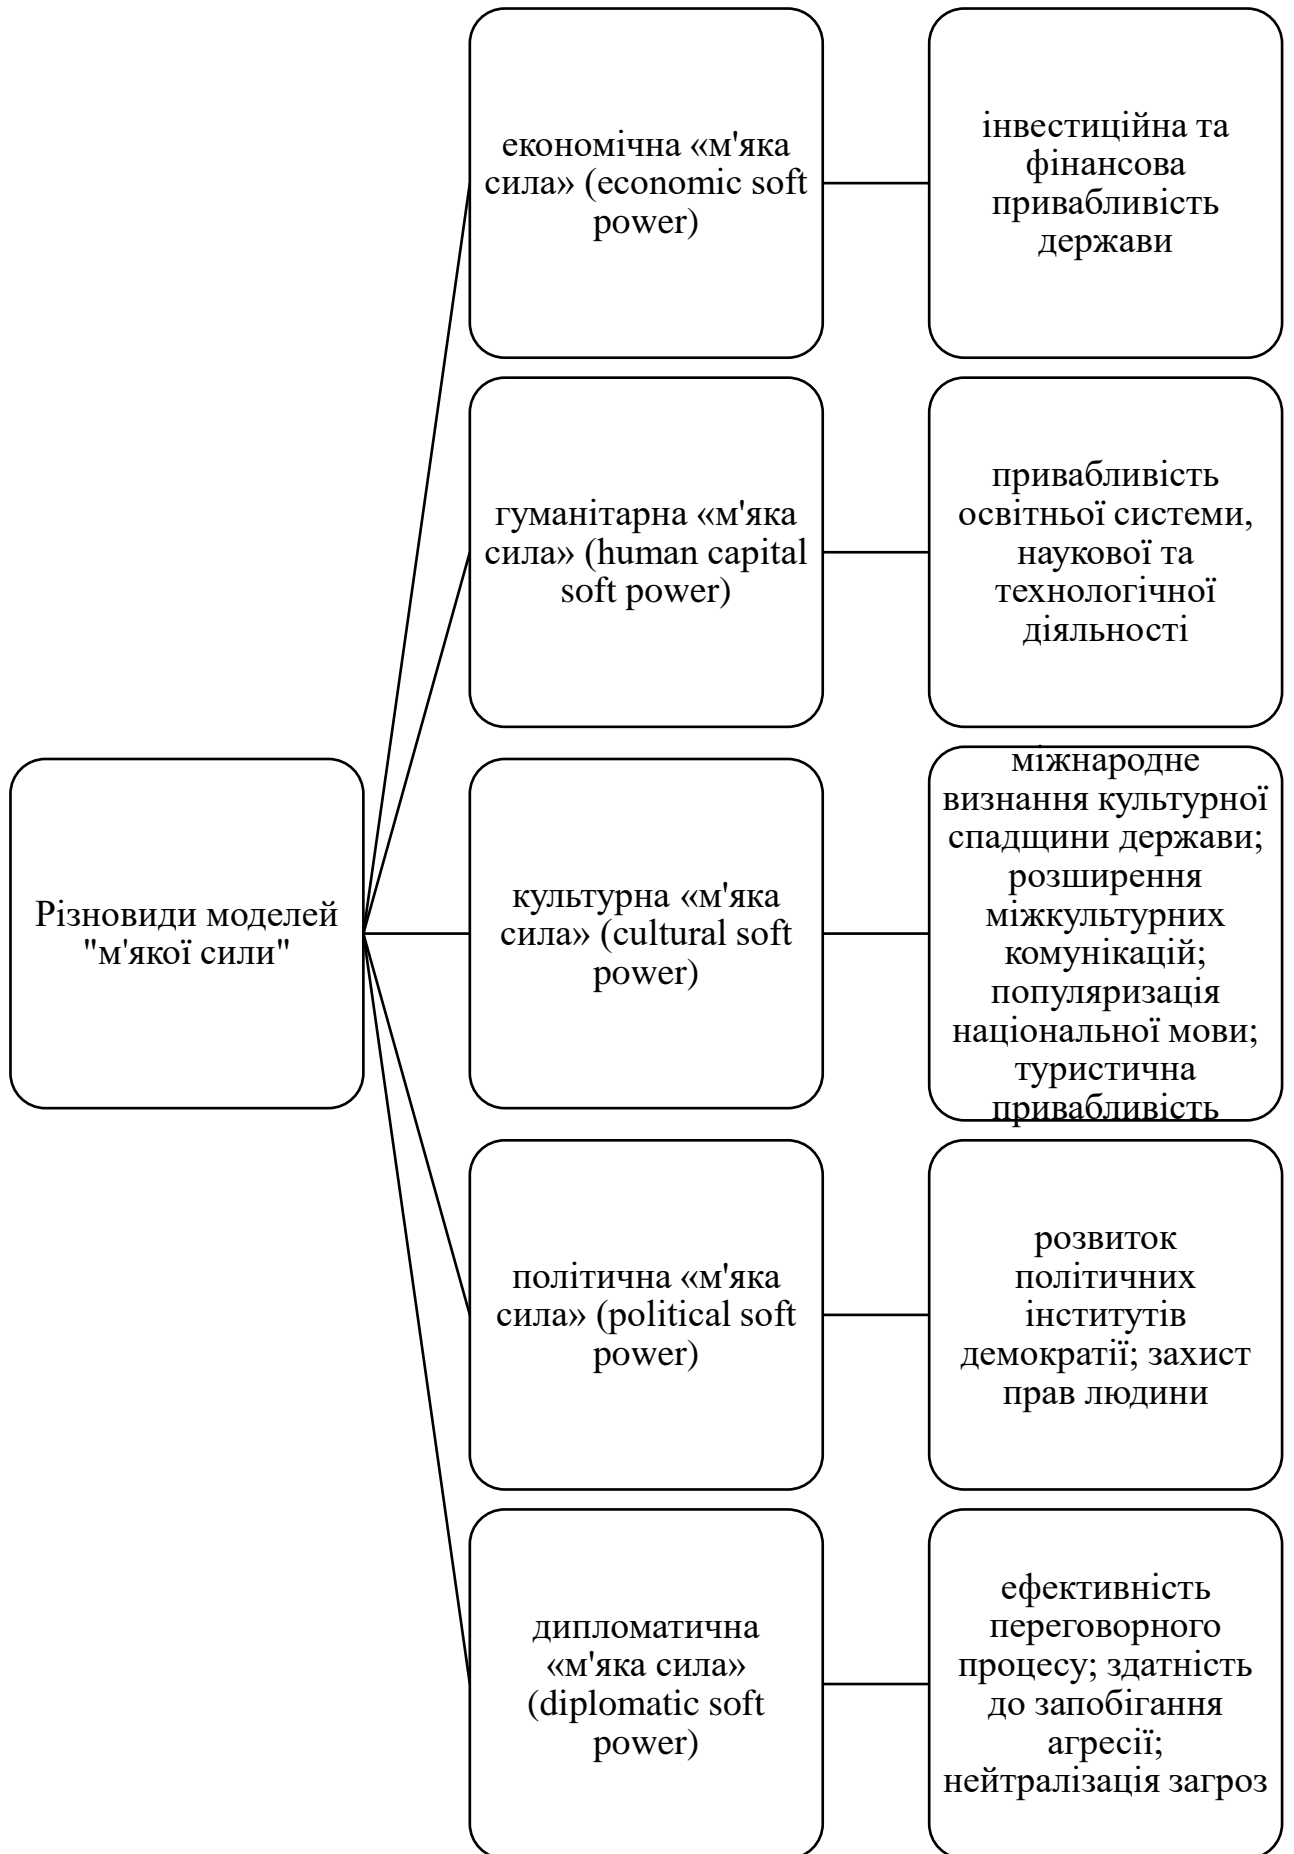 економічна «м'яка
сила» (economic soft
power)
інвестиційна та
фінансова
привабливість
держави
гуманітарна «м'яка
сила» (human capital
soft power)
привабливість
освітньої системи,
наукової та
технологічної
діяльності
Різновиди моделей
"м'якої сили"
культурна «м'яка
сила» (cultural soft
power)
міжнародне
визнання культурної
спадщини держави;
розширення
міжкультурних
комунікацій;
популяризація
національної мови;
туристична
привабливість
політична «м'яка
сила» (political soft
power)
розвиток
політичних
інститутів
демократії; захист
прав людини
дипломатична
«м'яка сила»
(diplomatic soft
power)
ефективність
переговорного
процесу; здатність
до запобігання
агресії;
нейтралізація загроз